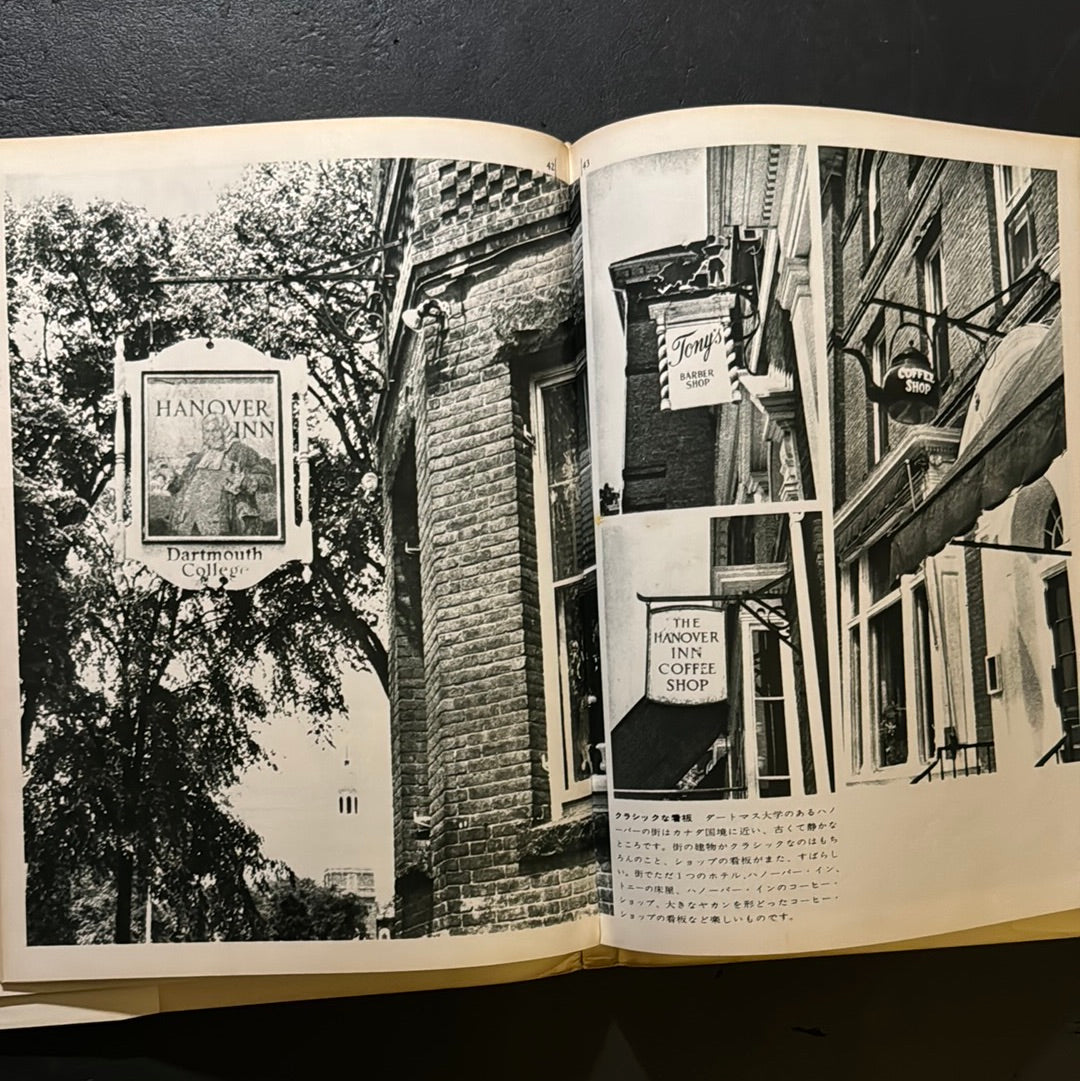 42
43
HANOVER
INN
Dartmouth
College
Tony's
BARBER
SHOP
COFFEE
SHOP
THE
HANOVER
INN
COFFEE
SHOP
クラシックな看板　ダートマス大学のあるハノ
ーバーの街はカナダ国境に近い、古くて静かな
ところです。街の建物がクラシックなのはもち
ろんのこと、ショップの看板がまた、すばらし
い。街でただ1つのホテル、ハノーバー・イン、
トニーの床屋、ハノーバー・インのコーヒー・
ショップ、大きなヤカンを形どったコーヒー・
ショップの看板など楽しいものです。